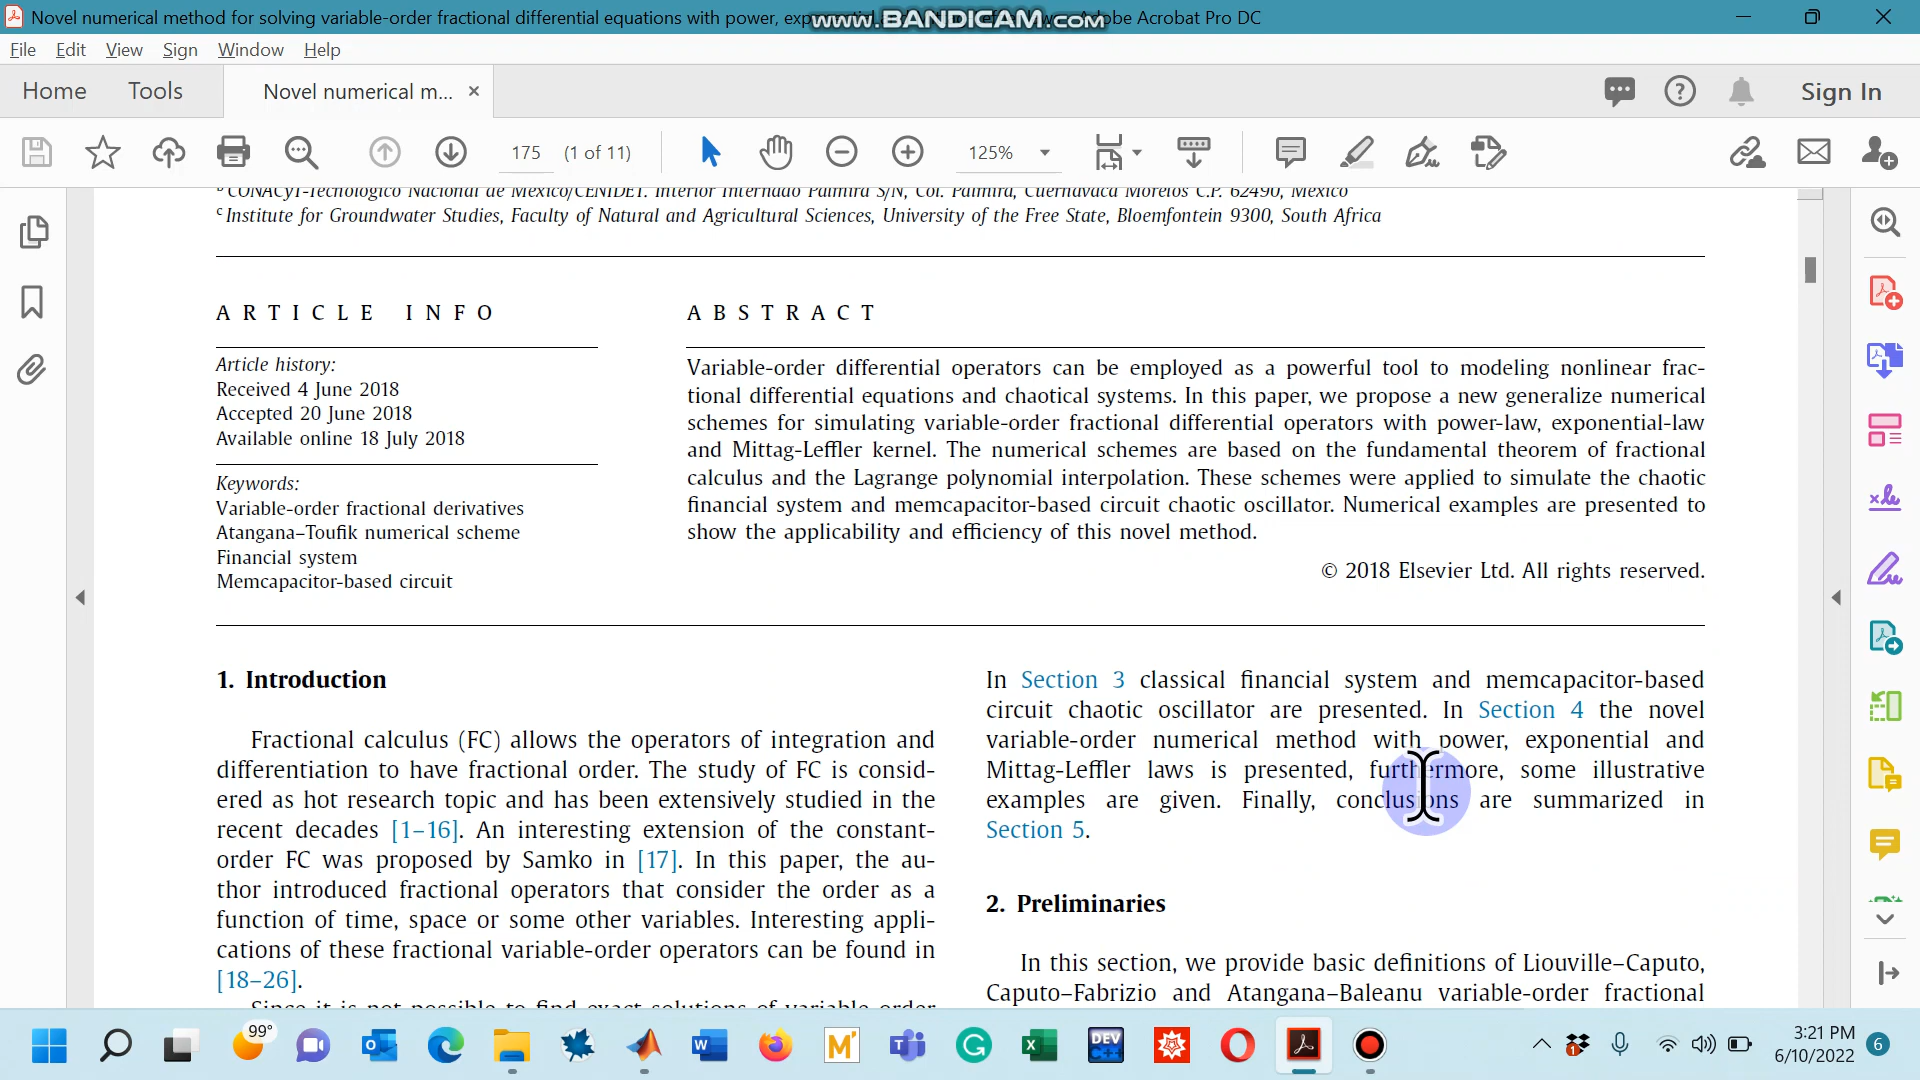 Novel numerical method for solving variable-order fractional differential equations with power, exp
www.BANDICAM.com
Adobe Acrobat Pro DC
File Edit View Sign Window Help
Home Tools Novel numerical m... × Sign In
175 (1 of 11) 125%
ᵇ CONACyT-Tecnológico Nacional de México/CENIDET. Interior Internado Palmira S/N, Col. Palmira, Cuernavaca Morelos C.P. 62490, México
ᶜ Institute for Groundwater Studies, Faculty of Natural and Agricultural Sciences, University of the Free State, Bloemfontein 9300, South Africa
ARTICLE INFO
Article history:
Received 4 June 2018
Accepted 20 June 2018
Available online 18 July 2018
Keywords:
Variable-order fractional derivatives
Atangana–Toufik numerical scheme
Financial system
Memcapacitor-based circuit
ABSTRACT
Variable-order differential operators can be employed as a powerful tool to modeling nonlinear frac-
tional differential equations and chaotical systems. In this paper, we propose a new generalize numerical
schemes for simulating variable-order fractional differential operators with power-law, exponential-law
and Mittag-Leffler kernel. The numerical schemes are based on the fundamental theorem of fractional
calculus and the Lagrange polynomial interpolation. These schemes were applied to simulate the chaotic
financial system and memcapacitor-based circuit chaotic oscillator. Numerical examples are presented to
show the applicability and efficiency of this novel method.
© 2018 Elsevier Ltd. All rights reserved.
1. Introduction
Fractional calculus (FC) allows the operators of integration and
differentiation to have fractional order. The study of FC is consid-
ered as hot research topic and has been extensively studied in the
recent decades [1–16]. An interesting extension of the constant-
order FC was proposed by Samko in [17]. In this paper, the au-
thor introduced fractional operators that consider the order as a
function of time, space or some other variables. Interesting appli-
cations of these fractional variable-order operators can be found in
[18–26].
Since it is not possible to find exact solutions of variable-order
In Section 3 classical financial system and memcapacitor-based
circuit chaotic oscillator are presented. In Section 4 the novel
variable-order numerical method with power, exponential and
Mittag-Leffler laws is presented, furthermore, some illustrative
examples are given. Finally, conclusions are summarized in
Section 5.
2. Preliminaries
In this section, we provide basic definitions of Liouville–Caputo,
Caputo–Fabrizio and Atangana–Baleanu variable-order fractional
99°
DEV C++
3:21 PM
6/10/2022
6